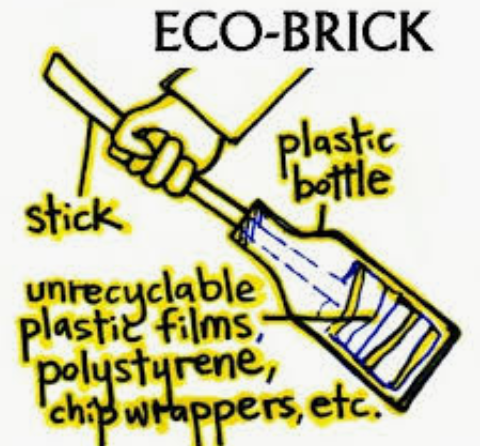 ECO-BRICK
plastic
bottle
stick
unrecyclable
plastic films,
polystyrene,
chip wrappers, etc.